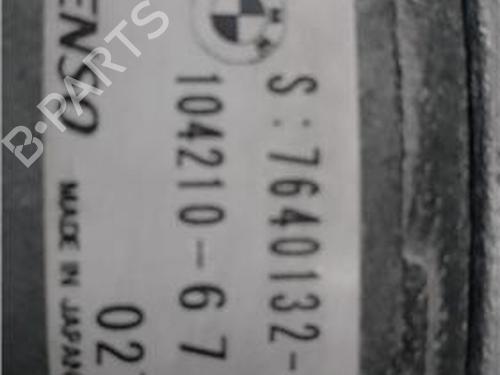 S:7640132-
104210-67
ENSO
MADE IN JAPAN
02
B-PARTS